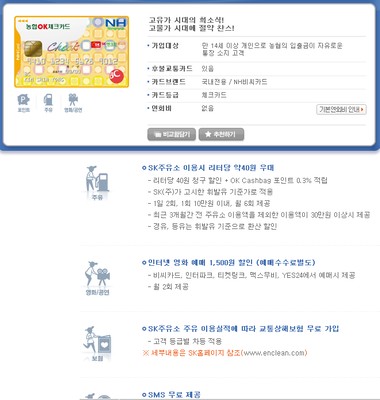 고유가 시대의 희소식!
고물가 시대에 절약 찬스!
농협OK체크카드
NH
Check
포인트
주유
영화/공연
가입대상
만 14세 이상 개인으로 농협의 입출금이 자유로운
통장 소지 고객
후불교통카드
있음
카드브랜드
국내전용 / NH비씨카드
카드등급
체크카드
연회비
없음
기본연회비 안내
비교함담기
추천하기
주유
SK주유소 이용시 리터당 약40원 우대
- 리터당 40원 청구 할인 + OK Cashbag 포인트 0.3% 적립
- SK(주)가 고시한 휘발유 기준가로 적용
- 1일 2회, 1회 10만원 이내, 월 6회 제공
- 최근 3개월간 전 주유소 이용액를 제외한 이용액이 30만원 이상시 제공
- 경유, 등유는 휘발유 기준으로 환산 할인
영화/공연
인터넷 영화 예매 1,500원 할인 (예매수수료별도)
- 비씨카드, 인터파크, 티켓링크, 맥스무비, YES24에서 예매시 제공
- 월 2회 제공
보험
SK주유소 주유 이용실적에 따라 교통상해보험 무료 가입
- 고객 등급별 차등 적용
※ 세부내용은 SK홈페이지 참조(www.enclean.com)
SMS 무료 제공